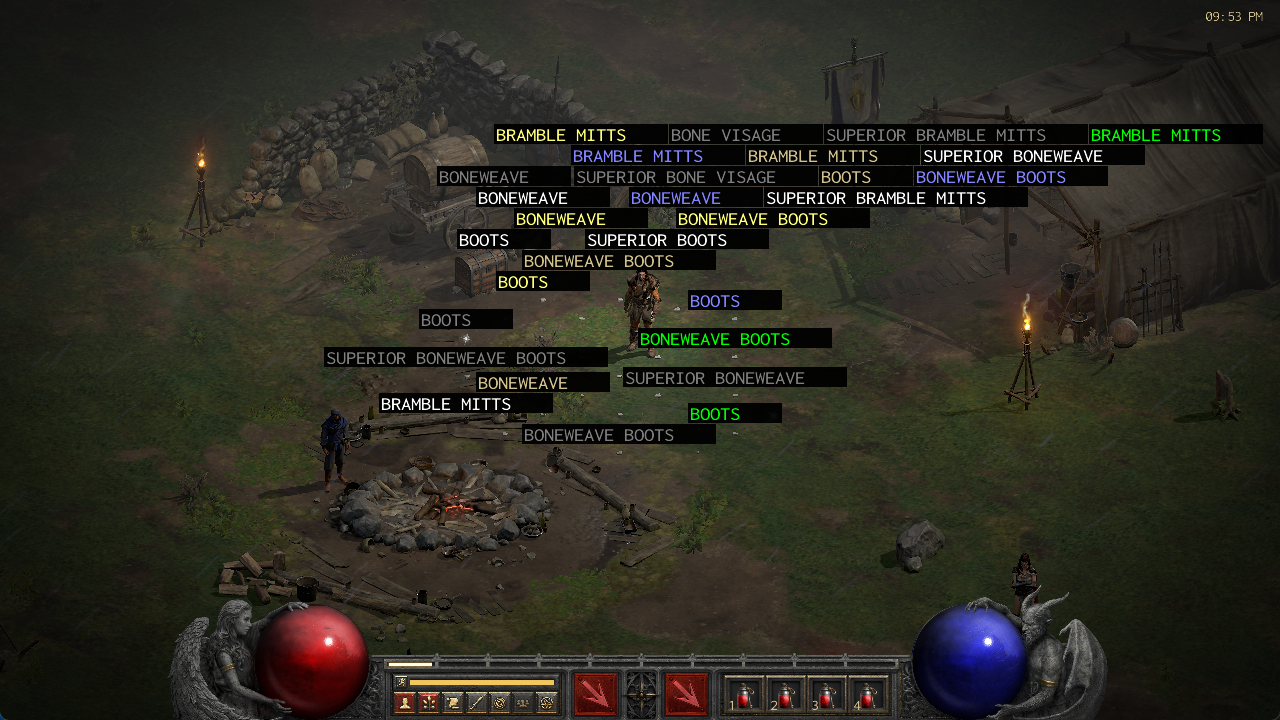 09:53 PM
BRAMBLE MITTS BONE VISAGE SUPERIOR BRAMBLE MITTS BRAMBLE MITTS
BRAMBLE MITTS BRAMBLE MITTS SUPERIOR BONEWEAVE
BONEWEAVE SUPERIOR BONE VISAGE BOOTS BONEWEAVE BOOTS
BONEWEAVE BONEWEAVE SUPERIOR BRAMBLE MITTS
BONEWEAVE BONEWEAVE BOOTS
BOOTS SUPERIOR BOOTS
BONEWEAVE BOOTS
BOOTS
BOOTS
BOOTS
BONEWEAVE BOOTS
SUPERIOR BONEWEAVE BOOTS
BONEWEAVE SUPERIOR BONEWEAVE
BRAMBLE MITTS
BOOTS
BONEWEAVE BOOTS
1 2 3 4